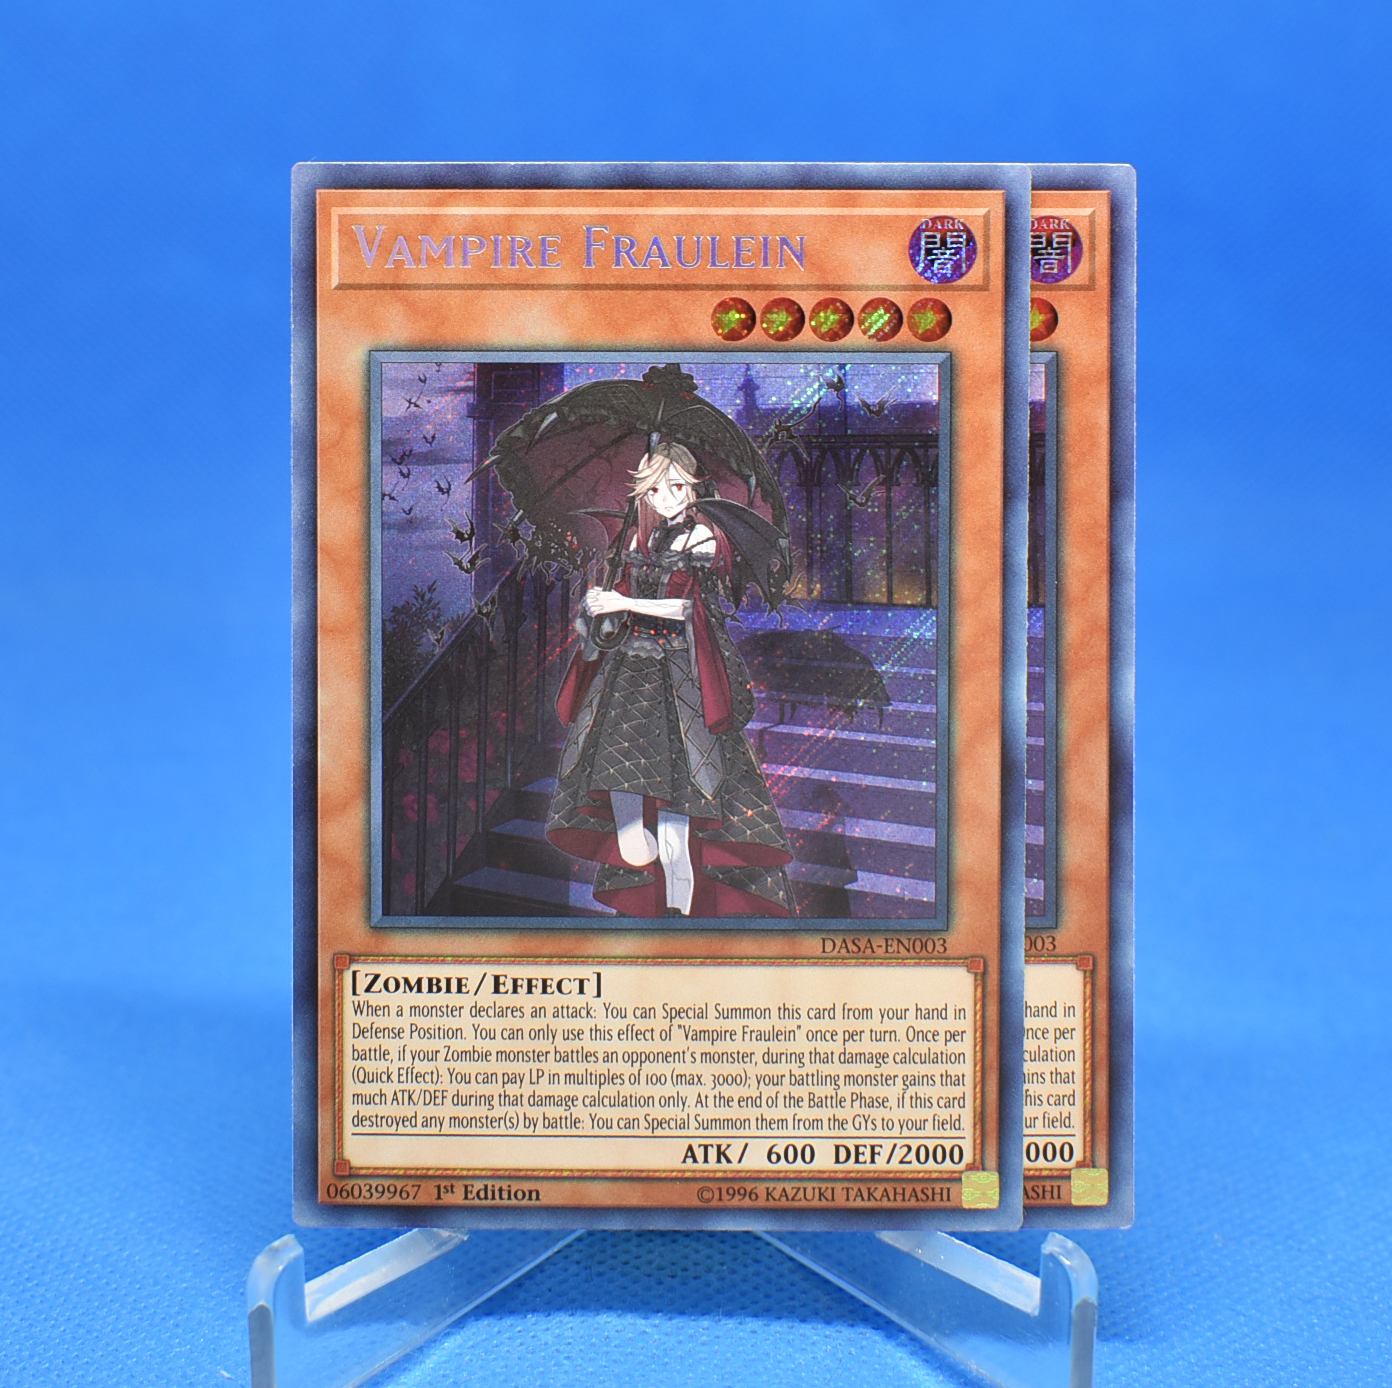 VAMPIRE FRAULEIN
DARK
闇
DARK
闇
DASA-EN003
003
[ZOMBIE/EFFECT]
When a monster declares an attack: You can Special Summon this card from your hand in
Defense Position. You can only use this effect of "Vampire Fraulein" once per turn. Once per
battle, if your Zombie monster battles an opponent's monster, during that damage calculation
(Quick Effect): You can pay LP in multiples of 100 (max. 3000); your battling monster gains that
much ATK/DEF during that damage calculation only. At the end of the Battle Phase, if this card
destroyed any monster(s) by battle: You can Special Summon them from the GYs to your field.
ATK/ 600 DEF/2000
06039967 1st Edition
©1996 KAZUKI TAKAHASHI
hand in
nce per
culation
ins that
his card
ur field.
000
ASHI